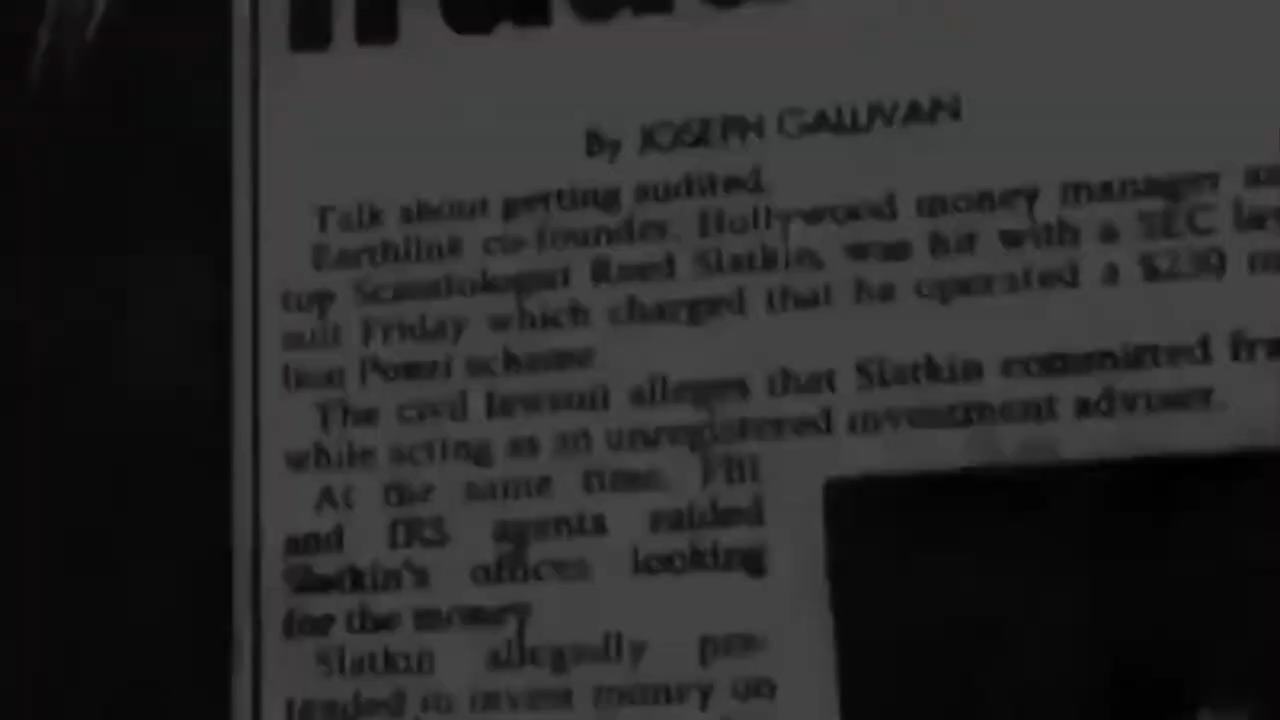 fraud
By JOSEPH GALLIVAN
Talk about getting audited.
Earthlink co-founder, Hollywood money manager
top Scientologist Reed Slatkin, was hit with a SEC
suit Friday which charged that he operated a $230
lion Ponzi scheme.
The civil lawsuit alleges that Slatkin committed
while acting as an unregistered investment adviser.
At the same time, FBI
and IRS agents raided
Slatkin's offices looking
for the money.
Slatkin allegedly pre-
tended to invest money on